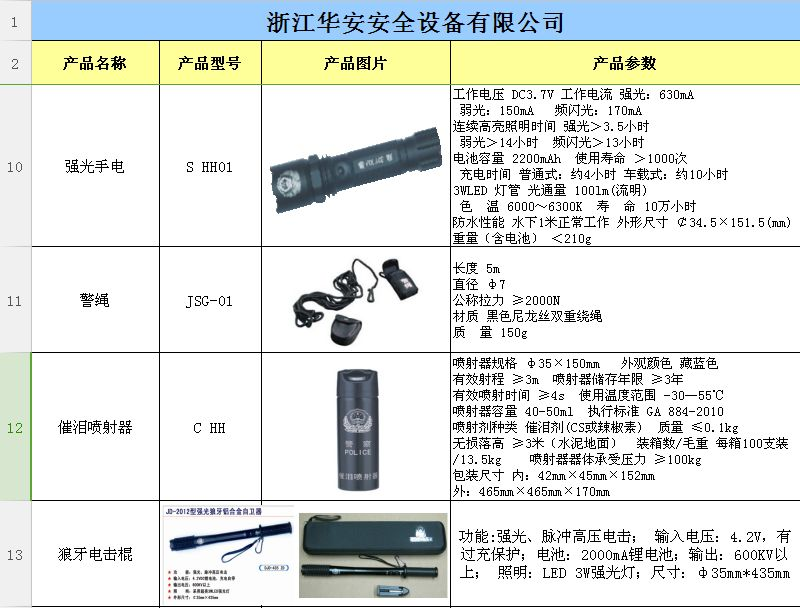 1
浙江华安安全设备有限公司
2
产品名称 产品型号 产品图片 产品参数
10
强光手电
S HH01
工作电压 DC3.7V 工作电流 强光: 630mA
弱光: 150mA 频闪光: 170mA
连续高亮照明时间 强光＞3.5小时
弱光>14小时 频闪光>13小时
电池容量 2200mAh 使用寿命 >1000次
充电时间 普通式: 约4小时 车载式: 约10小时
3WLED 灯管 光通量 100lm(流明)
色 温 6000～6300K 寿 命 10万小时
防水性能 水下1米正常工作 外形尺寸 ￠34.5×151.5(mm)
重量（含电池） ＜210g
11
警绳
JSG-01
长度 5m
直径 φ7
公称拉力 ≥2000N
材质 黑色尼龙丝双重绕绳
质 量 150g
12
催泪喷射器
C HH
警 察
POLICE
催泪喷射器
喷射器规格 φ35×150mm 外观颜色 藏蓝色
有效射程 ≥3m 喷射器储存年限 ≥3年
有效喷射时间 ≥4s 使用温度范围 -30—55℃
喷射器容量 40-50ml 执行标准 GA 884-2010
喷射剂种类 催泪剂(CS或辣椒素) 质量 ≤0.1kg
无损落高 ≥3米（水泥地面） 装箱数/毛重 每箱100支装
/13.5kg 喷射器器体承受压力 ≥100kg
包装尺寸 内: 42mm×45mm×152mm
外: 465mm×465mm×170mm
13
狼牙电击棍
JD-2012型强光狼牙铝合金自卫器
功能:强光、脉冲高压电击； 输入电压: 4.2V，有
过充保护；电池: 2000mA锂电池；输出: 600KV以
上； 照明: LED 3W强光灯；尺寸: φ35mm*435mm